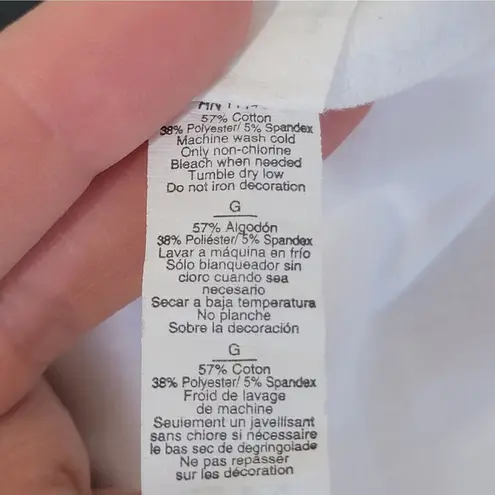 57% Cotton
38% Polyester/ 5% Spandex
Machine wash cold
Only non-chlorine
Bleach when needed
Tumble dry low
Do not iron decoration
G
57% Algodón
38% Poliéster/ 5% Spandex
Lavar a máquina en frío
Sólo blanqueador sin
cloro cuando sea
necesario
Secar a baja temperatura
No planche
Sobre la decoración
G
57% Coton
38% Polyester/ 5% Spandex
Froid de lavage
de machine
Seulement un javellisant
sans chiore si nécessaire
le bas sec de degringolade
Ne pas repasser
sur les décoration